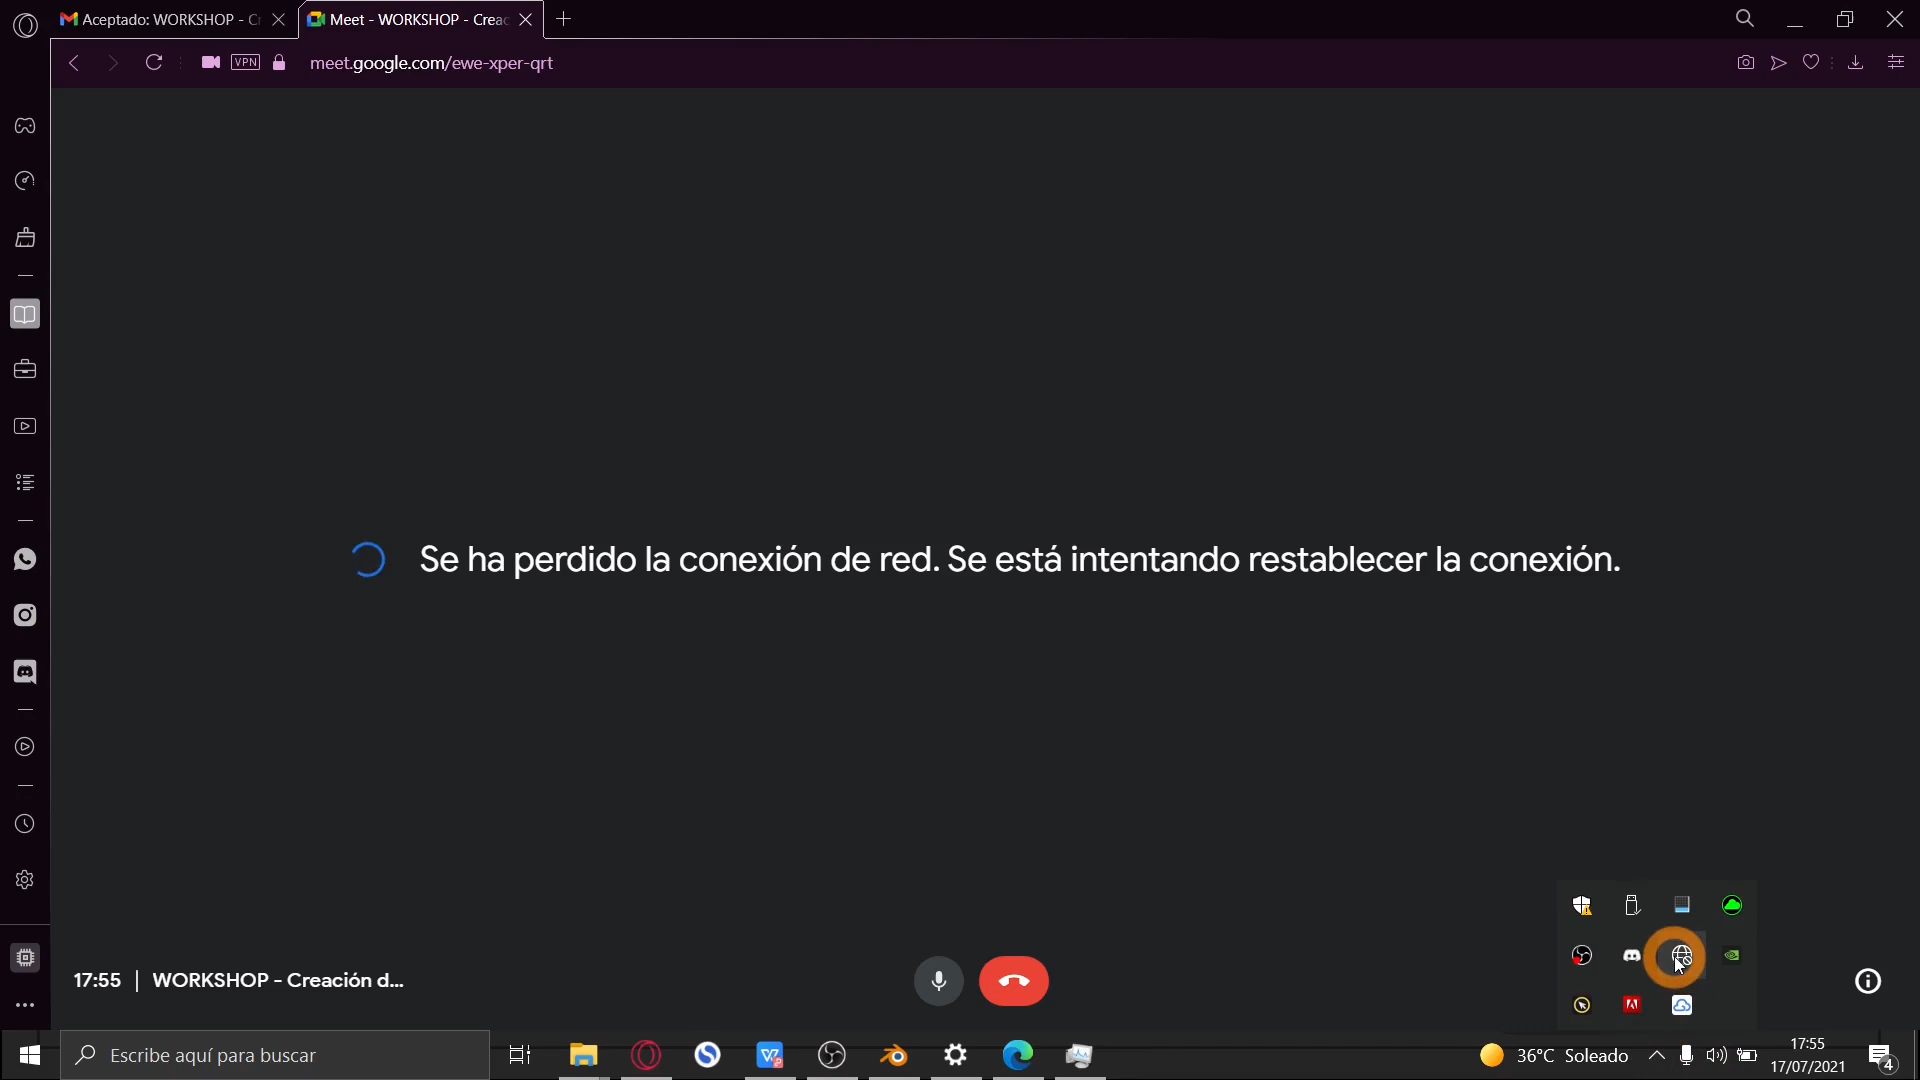 Aceptado: WORKSHOP - C
Meet - WORKSHOP - Creac
VPN
meet.google.com/ewe-xper-qrt
Se ha perdido la conexión de red. Se está intentando restablecer la conexión.
17:55 | WORKSHOP - Creación d...
Escribe aquí para buscar
36°C Soleado
17:55
17/07/2021
4